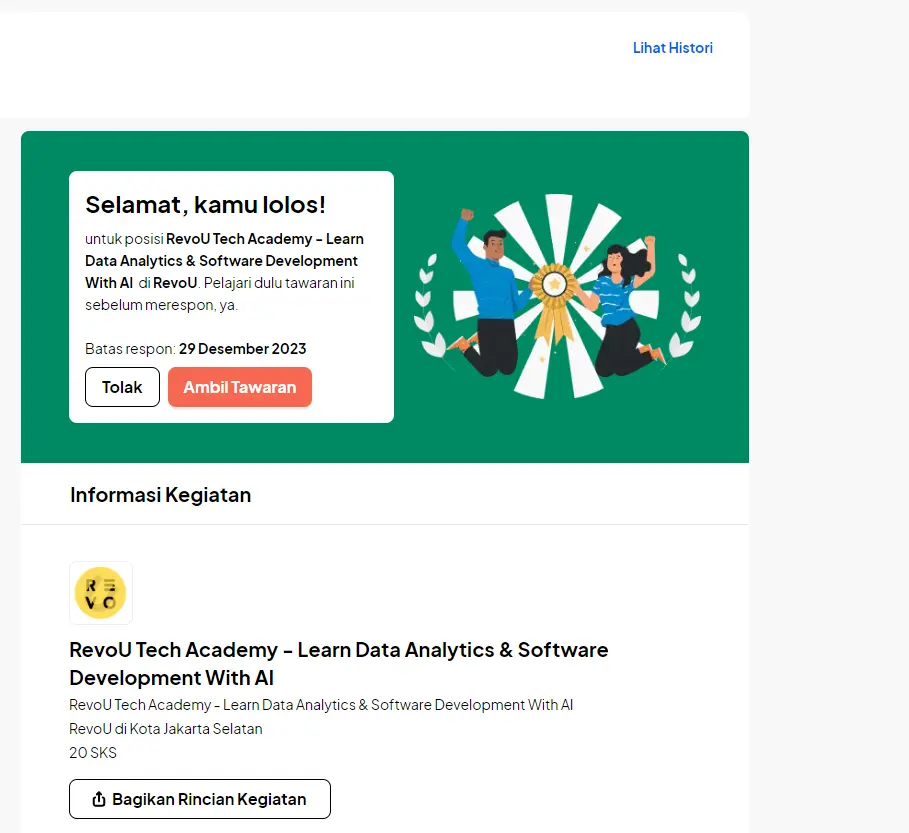 Lihat Histori
Selamat, kamu lolos!
untuk posisi RevoU Tech Academy - Learn
Data Analytics & Software Development
With AI di RevoU. Pelajari dulu tawaran ini
sebelum merespon, ya.
Batas respon: 29 Desember 2023
Tolak
Ambil Tawaran
Informasi Kegiatan
RE
VO
RevoU Tech Academy - Learn Data Analytics & Software
Development With AI
RevoU Tech Academy - Learn Data Analytics & Software Development With AI
RevoU di Kota Jakarta Selatan
20 SKS
Bagikan Rincian Kegiatan